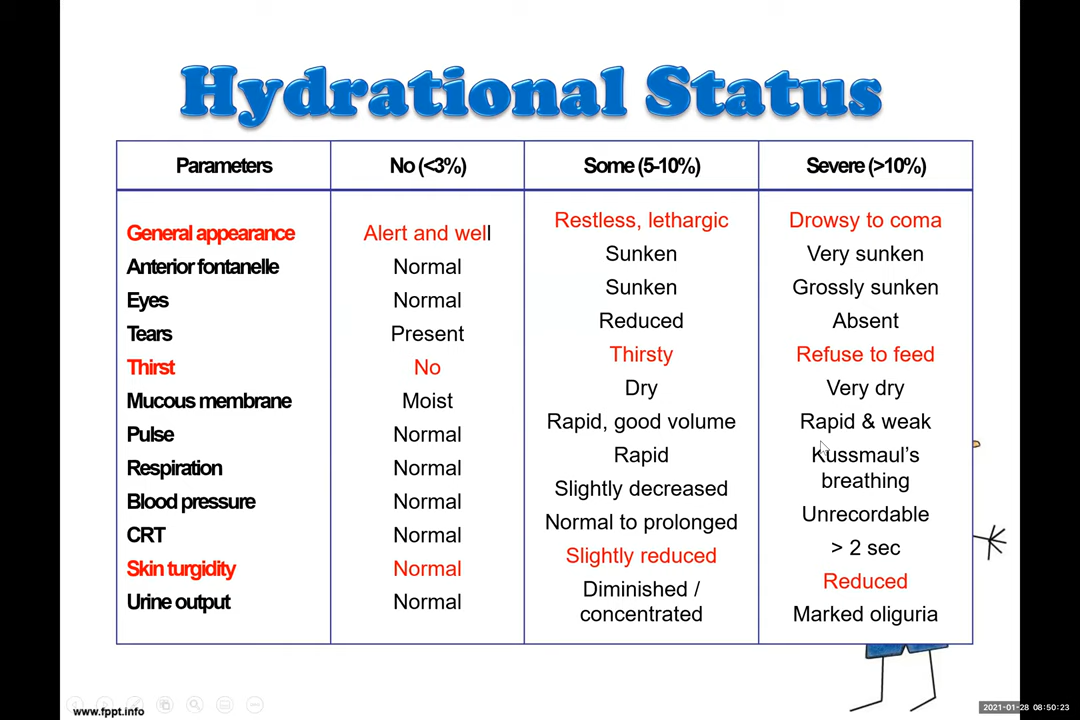 Hydrational Status
Parameters No (<3%) Some (5-10%) Severe (>10%)
General appearance Alert and well Restless, lethargic Drowsy to coma
Anterior fontanelle Normal Sunken Very sunken
Eyes Normal Sunken Grossly sunken
Tears Present Reduced Absent
Thirst No Thirsty Refuse to feed
Mucous membrane Moist Dry Very dry
Pulse Normal Rapid, good volume Rapid & weak
Respiration Normal Rapid Kussmaul’s
breathing
Blood pressure Normal Slightly decreased Unrecordable
CRT Normal Normal to prolonged > 2 sec
Skin turgidity Normal Slightly reduced Reduced
Urine output Normal Diminished / Marked oliguria
concentrated
www.fppt.info
2021-01-28 08:50:23